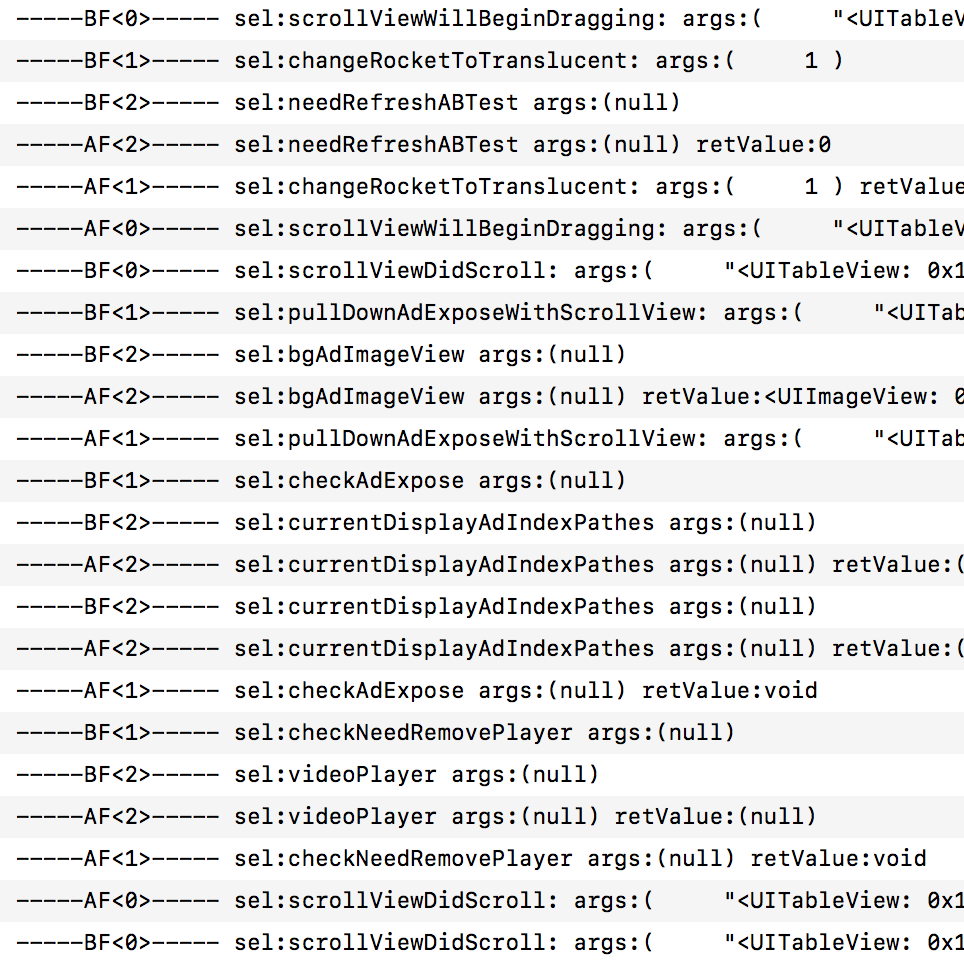 -----BF<0>----- sel:scrollViewWillBeginDragging: args:( "<UITableV
-----BF<1>----- sel:changeRocketToTranslucent: args:( 1 )
-----BF<2>----- sel:needRefreshABTest args:(null)
-----AF<2>----- sel:needRefreshABTest args:(null) retValue:0
-----AF<1>----- sel:changeRocketToTranslucent: args:( 1 ) retValue
-----AF<0>----- sel:scrollViewWillBeginDragging: args:( "<UITableV
-----BF<0>----- sel:scrollViewDidScroll: args:( "<UITableView: 0x1
-----BF<1>----- sel:pullDownAdExposeWithScrollView: args:( "<UITab
-----BF<2>----- sel:bgAdImageView args:(null)
-----AF<2>----- sel:bgAdImageView args:(null) retValue:<UIImageView: 0
-----AF<1>----- sel:pullDownAdExposeWithScrollView: args:( "<UITab
-----BF<1>----- sel:checkAdExpose args:(null)
-----BF<2>----- sel:currentDisplayAdIndexPathes args:(null)
-----AF<2>----- sel:currentDisplayAdIndexPathes args:(null) retValue:(
-----BF<2>----- sel:currentDisplayAdIndexPathes args:(null)
-----AF<2>----- sel:currentDisplayAdIndexPathes args:(null) retValue:(
-----AF<1>----- sel:checkAdExpose args:(null) retValue:void
-----BF<1>----- sel:checkNeedRemovePlayer args:(null)
-----BF<2>----- sel:videoPlayer args:(null)
-----AF<2>----- sel:videoPlayer args:(null) retValue:(null)
-----AF<1>----- sel:checkNeedRemovePlayer args:(null) retValue:void
-----AF<0>----- sel:scrollViewDidScroll: args:( "<UITableView: 0x1
-----BF<0>----- sel:scrollViewDidScroll: args:( "<UITableView: 0x1